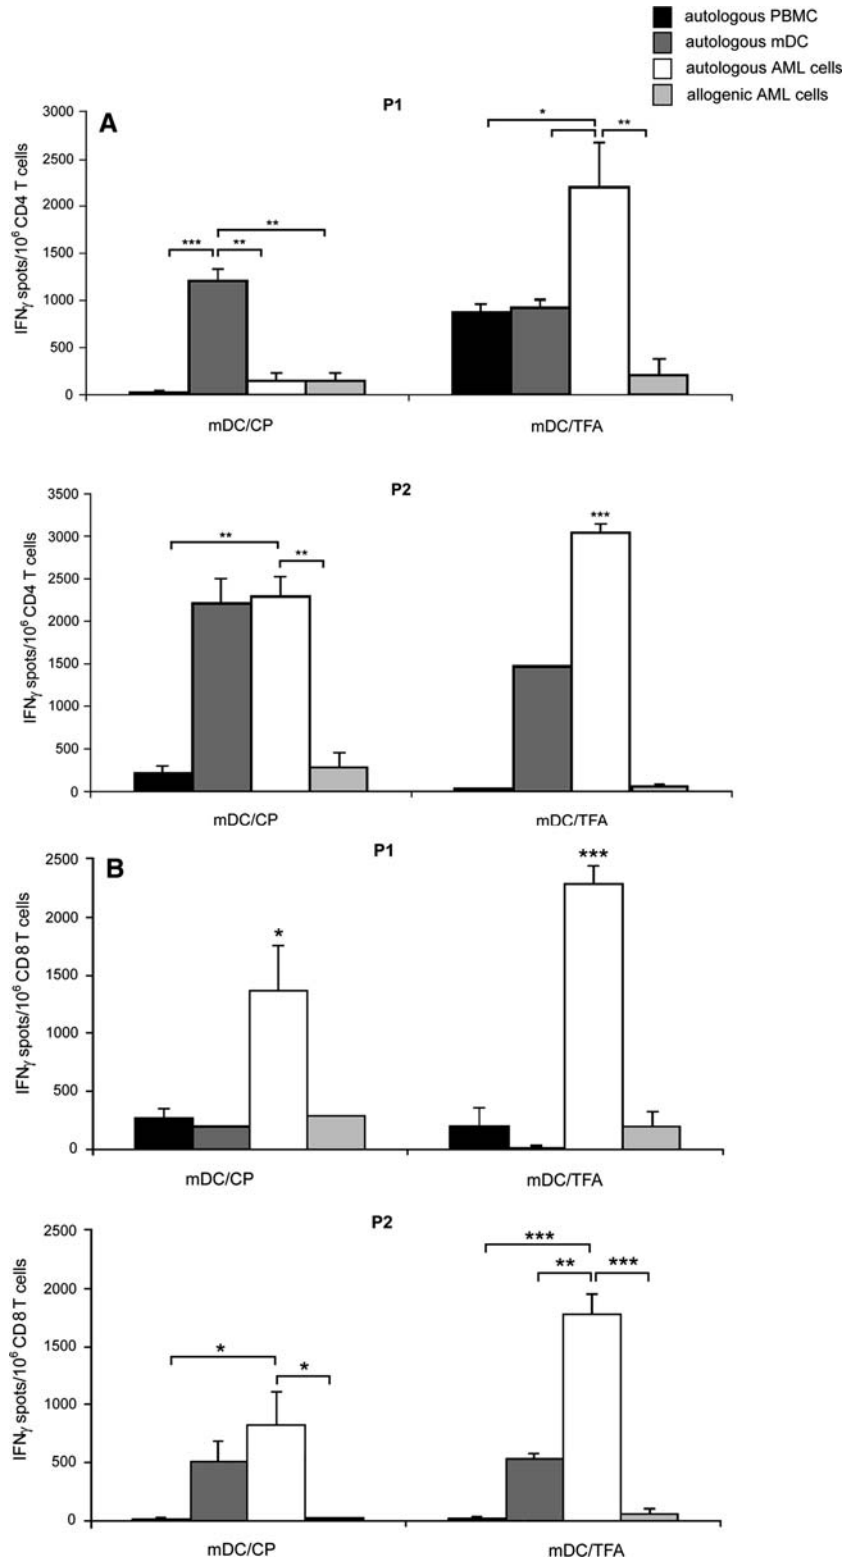 autologous PBMC
autologous mDC
autologous AML cells
allogenic AML cells
A
P1
IFNγ spots/10⁶ CD4 T cells
3000
2500
2000
1500
1000
500
0
***
**
**
*
**
mDC/CP
mDC/TFA
P2
IFNγ spots/10⁶ CD4 T cells
3500
3000
2500
2000
1500
1000
500
0
**
**
***
mDC/CP
mDC/TFA
B
P1
IFNγ spots/10⁶ CD8 T cells
2500
2000
1500
1000
500
0
*
***
mDC/CP
mDC/TFA
P2
IFNγ spots/10⁶ CD8 T cells
2500
2000
1500
1000
500
0
*
*
***
**
***
mDC/CP
mDC/TFA